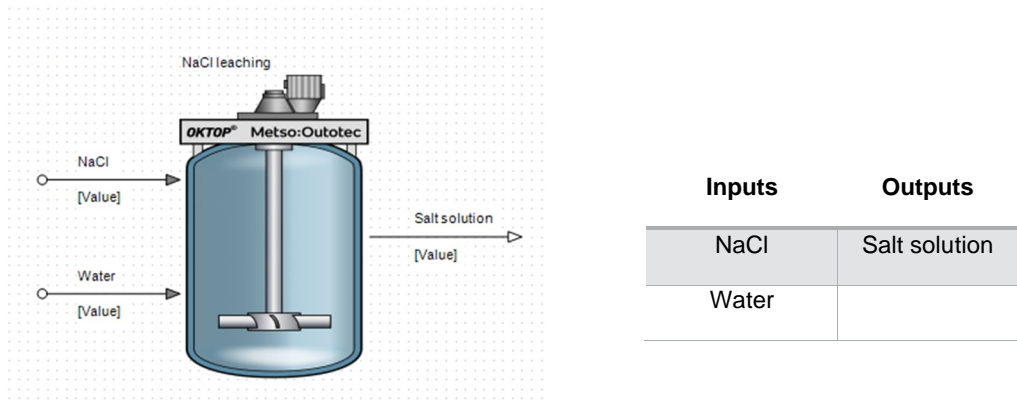 NaCl leaching
OKTOP® Metso:Outotec
NaCl
[Value]
Water
[Value]
Salt solution
[Value]
Inputs Outputs
NaCl Salt solution
Water